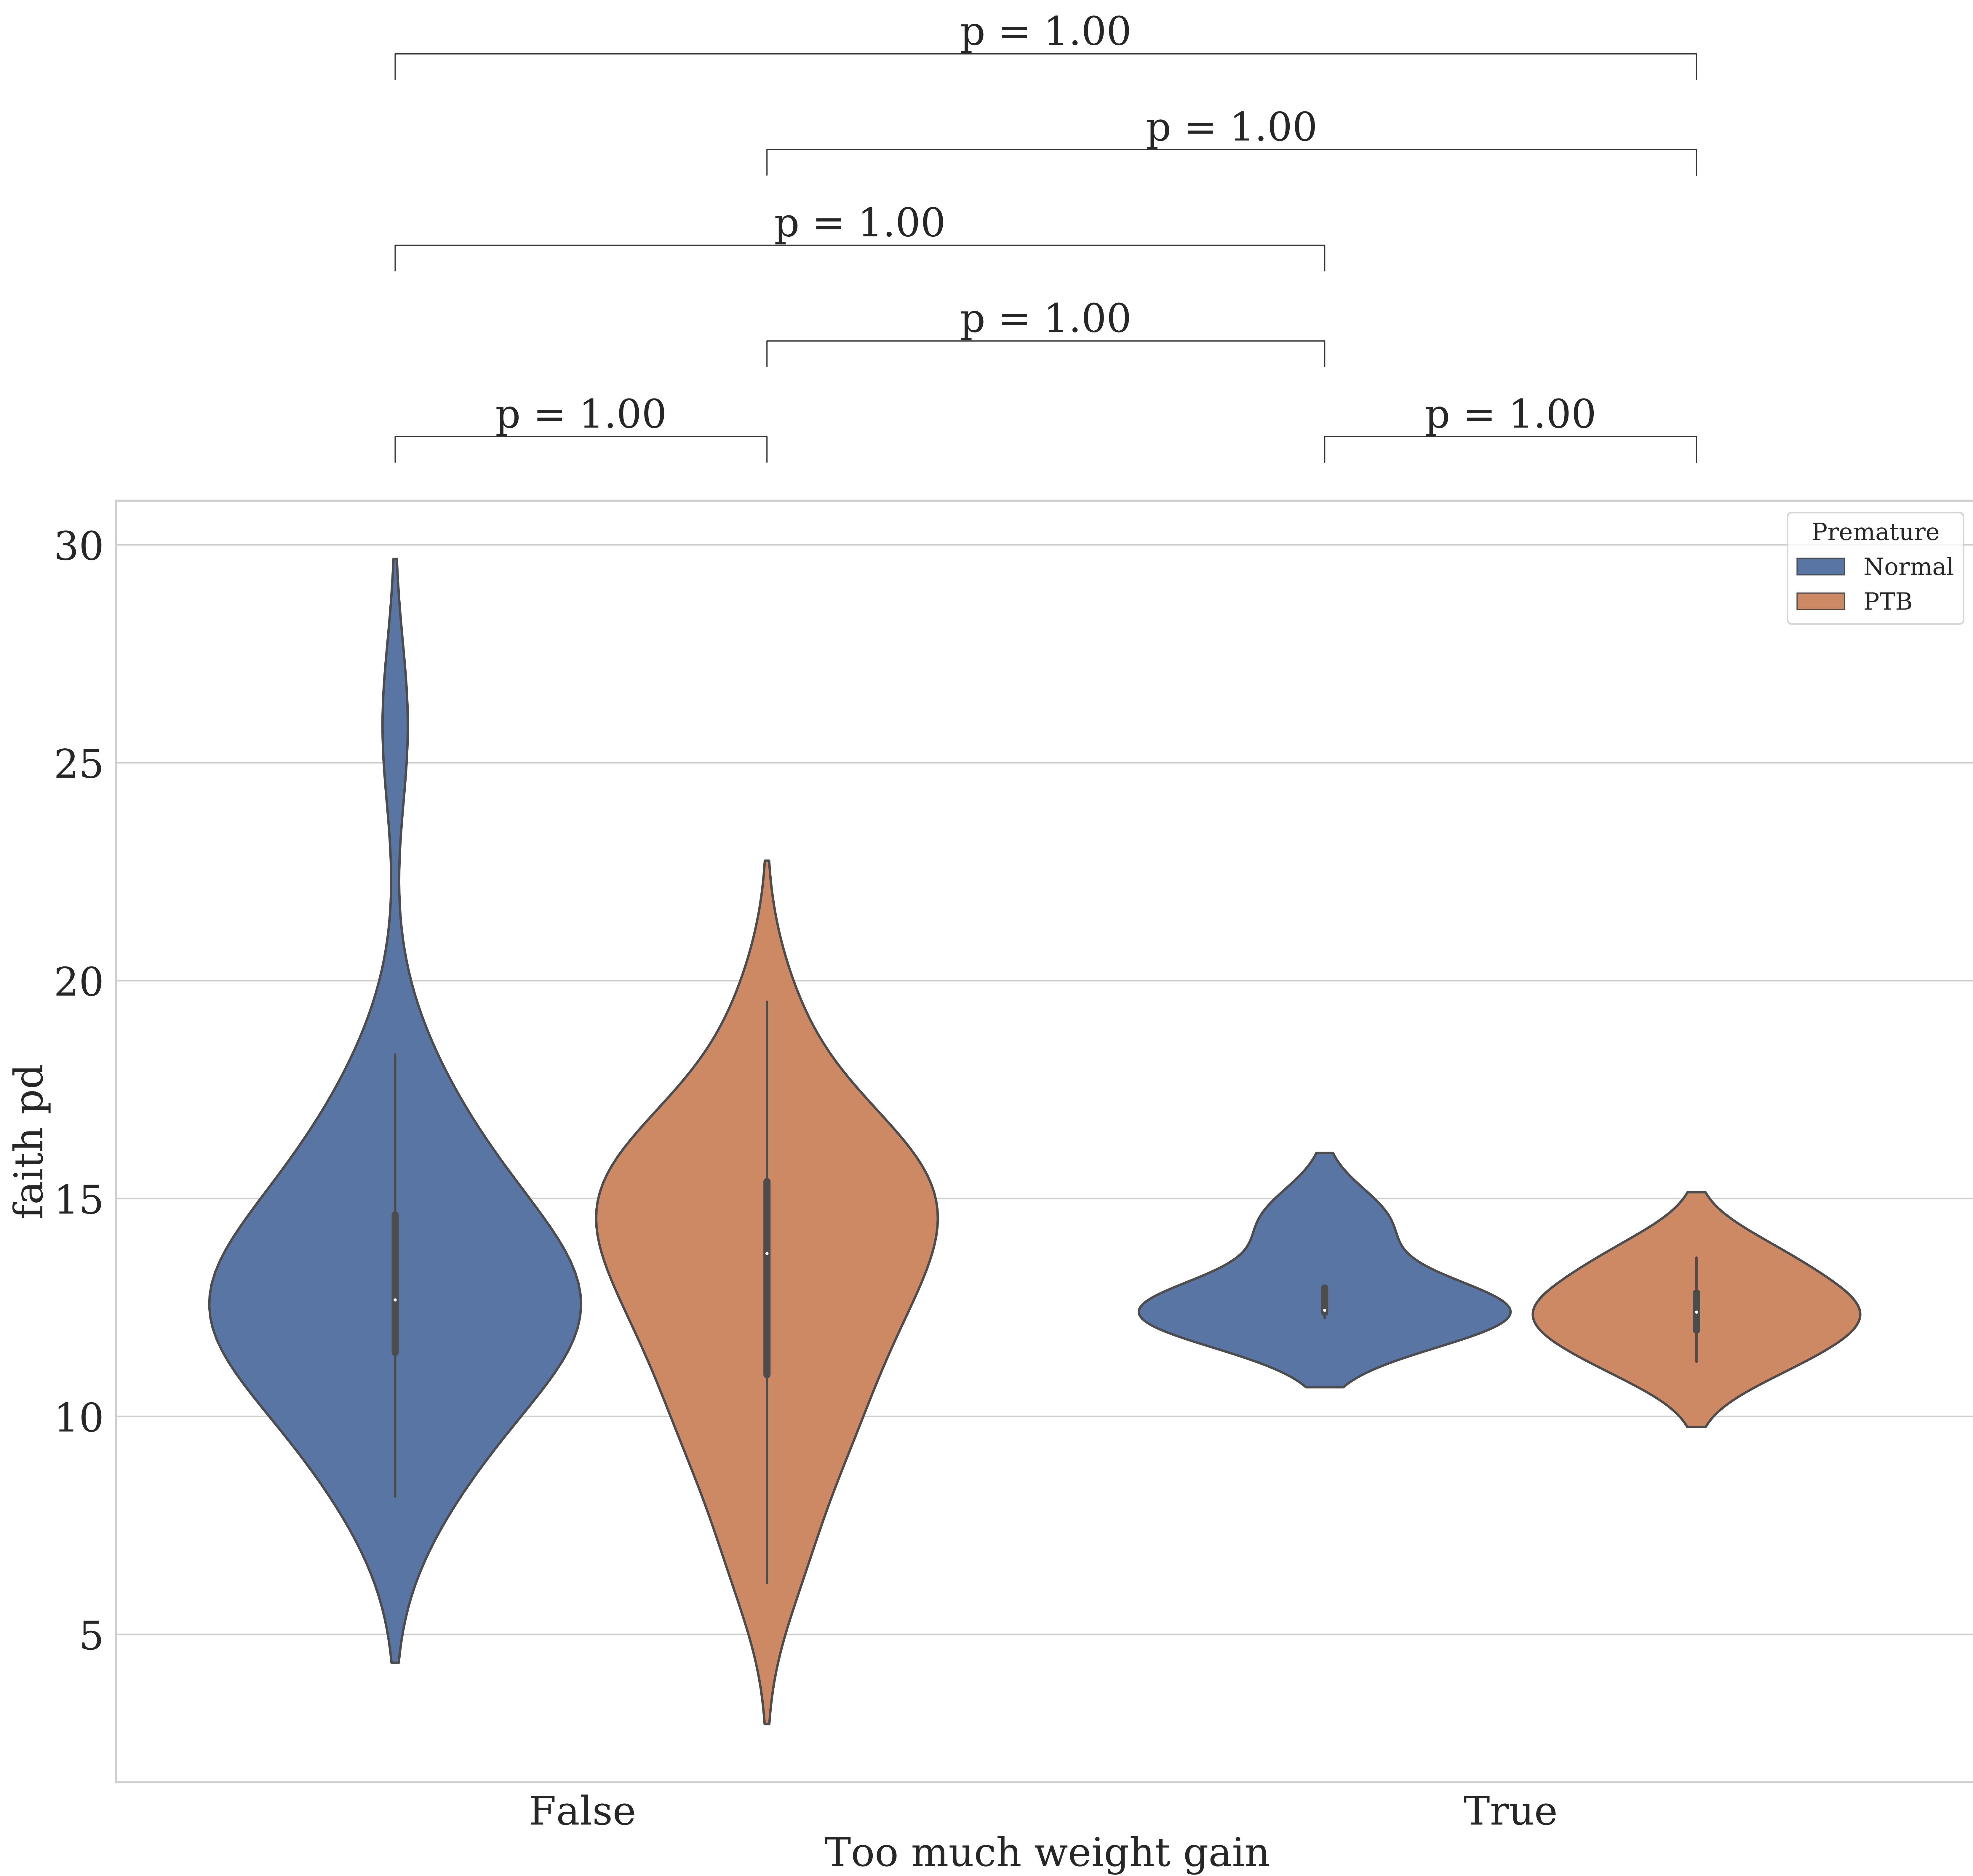 p = 1.00
p = 1.00
p = 1.00
p = 1.00
p = 1.00 p = 1.00
Premature
Normal
PTB
30
25
20
15
10
5
faith pd
False True
Too much weight gain